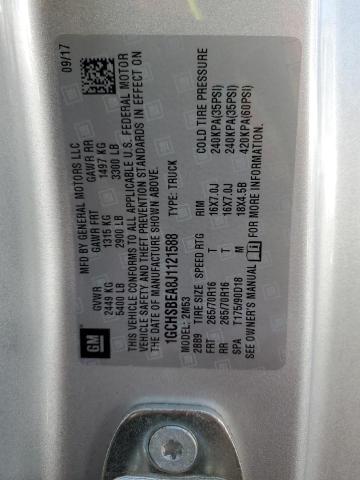 MFD BY GENERAL MOTORS LLC 09/17
GVWR GAWR FRT GAWR RR
2449 KG 1315 KG 1497 KG
5400 LB 2900 LB 3300 LB
THIS VEHICLE CONFORMS TO ALL APPLICABLE U.S. FEDERAL MOTOR
VEHICLE SAFETY AND THEFT PREVENTION STANDARDS IN EFFECT ON
THE DATE OF MANUFACTURE SHOWN ABOVE.
1GCHSBEA8J1121588 TYPE: TRUCK
MODEL: 2M53
2889 TIRE SIZE SPEED RTG RIM COLD TIRE PRESSURE
FRT 265/70R16 T 16X7.0J 240KPA(35PSI)
RR 265/70R16 T 16X7.0J 240KPA(35PSI)
SPA T175/90D18 M 18X4.5B 420KPA(60PSI)
SEE OWNER'S MANUAL FOR MORE INFORMATION.
GM